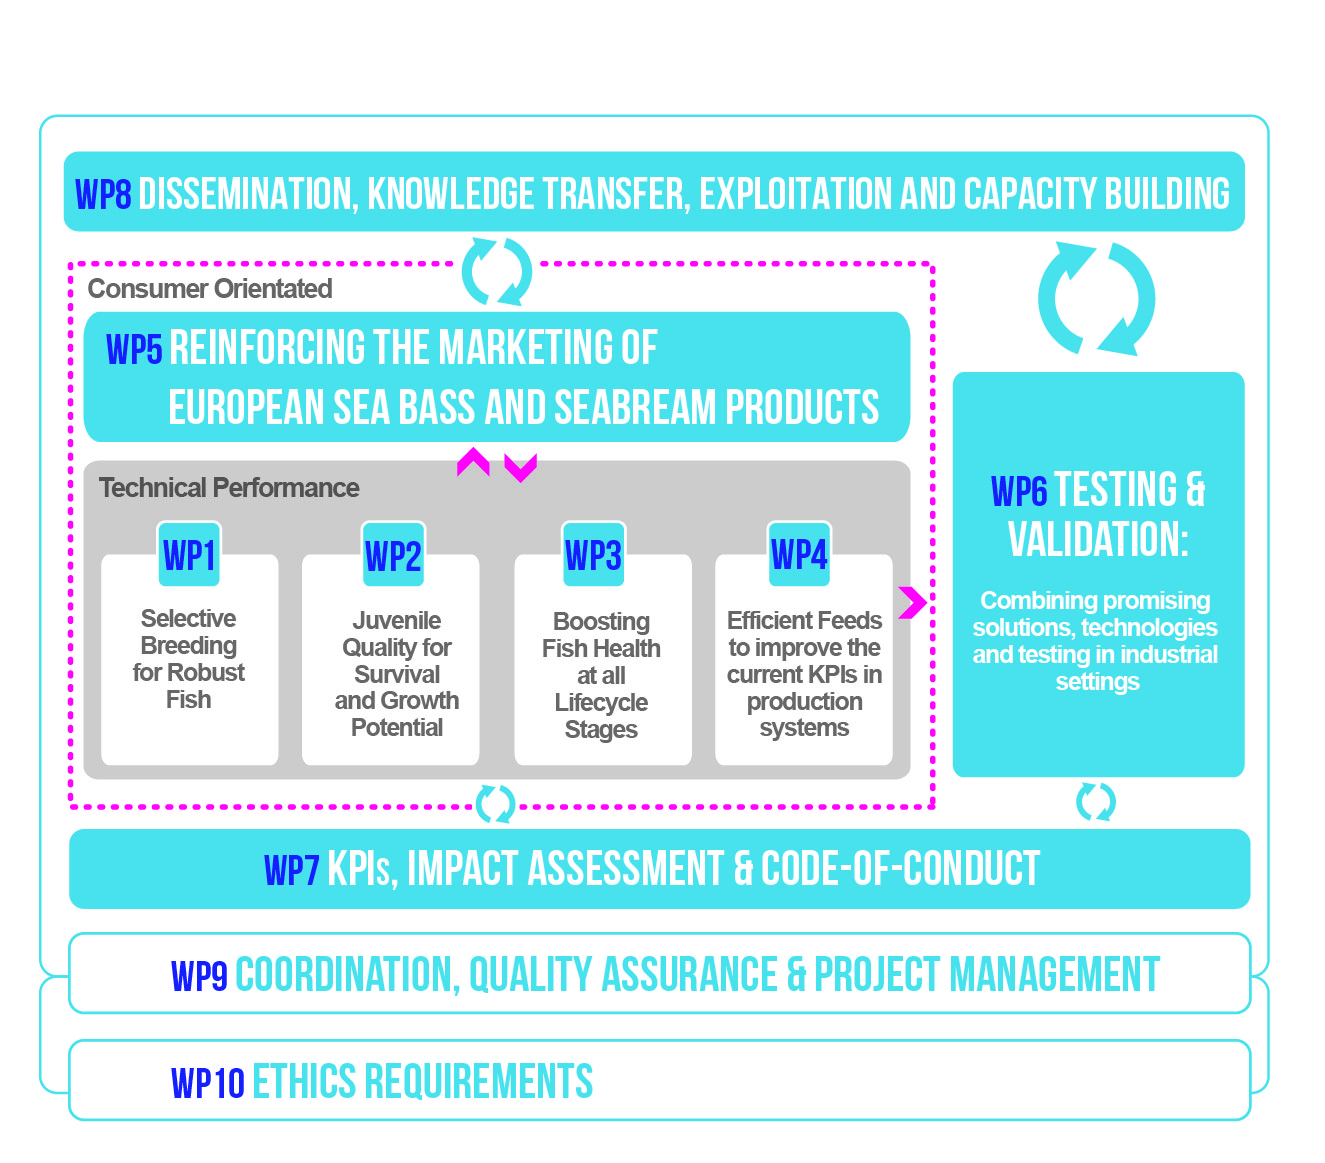 WP8 DISSEMINATION, KNOWLEDGE TRANSFER, EXPLOITATION AND CAPACITY BUILDING
Consumer Orientated
WP5 REINFORCING THE MARKETING OF
EUROPEAN SEA BASS AND SEABREAM PRODUCTS
Technical Performance
WP1
Selective
Breeding
for Robust
Fish
WP2
Juvenile
Quality for
Survival
and Growth
Potential
WP3
Boosting
Fish Health
at all
Lifecycle
Stages
WP4
Efficient Feeds
to improve the
current KPIs in
production
systems
WP6 TESTING &
VALIDATION:
Combining promising
solutions, technologies
and testing in industrial
settings
WP7 KPIs, IMPACT ASSESSMENT & CODE-OF-CONDUCT
WP9 COORDINATION, QUALITY ASSURANCE & PROJECT MANAGEMENT
WP10 ETHICS REQUIREMENTS